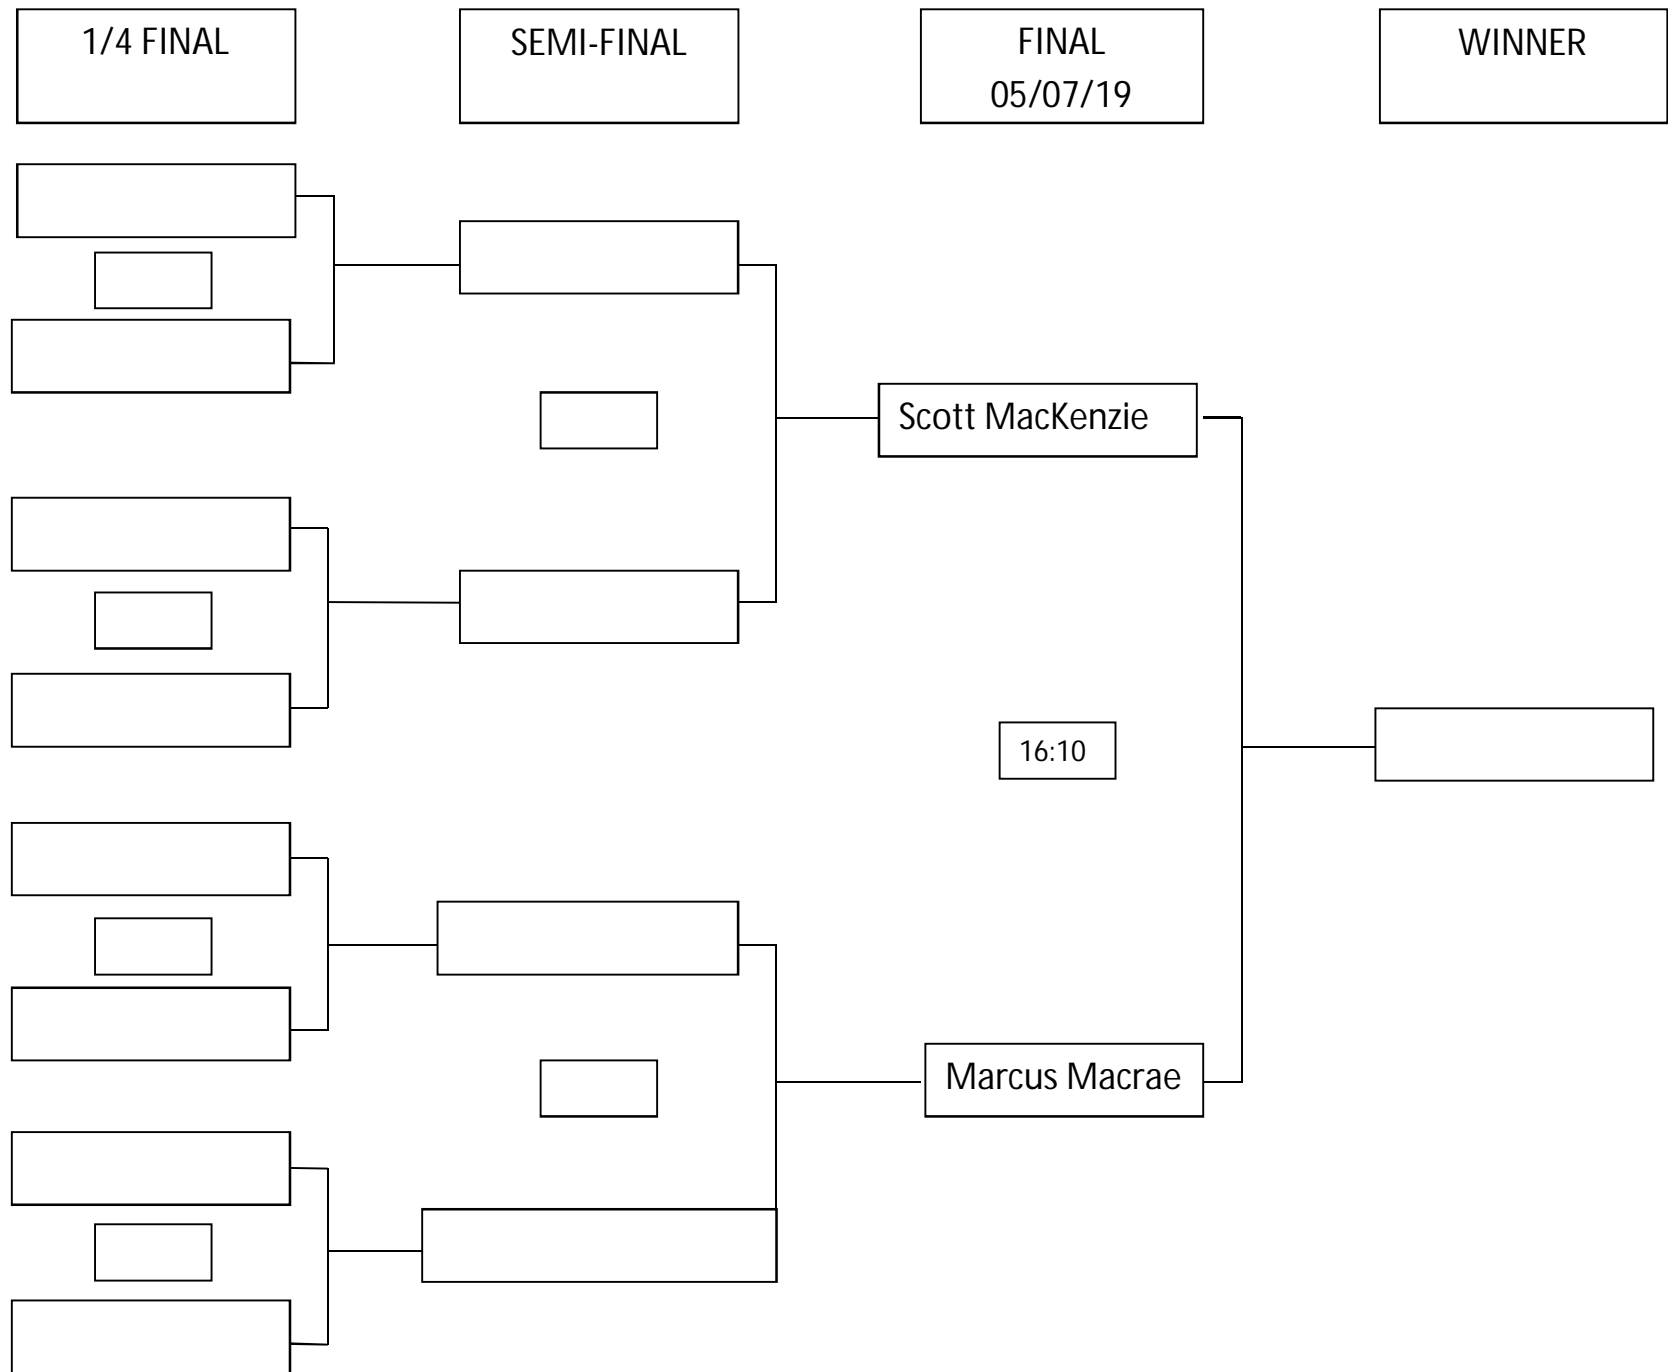 1/4 FINAL
SEMI-FINAL
FINAL
05/07/19
WINNER
Scott MacKenzie
16:10
Marcus Macrae